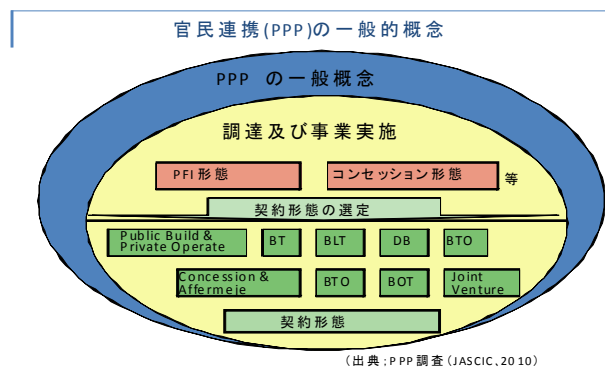 官民連携(PPP)の一般的概念
PPP の一般概念
調達及び事業実施
PFI形態 コンセッション形態 等
契約形態の選定
Public Build &
Private Operate BT BLT DB BTO
Concession &
Affermeie BTO BOT Joint
Venture
契約形態
(出典;PPP調査(JASCIC,2010)